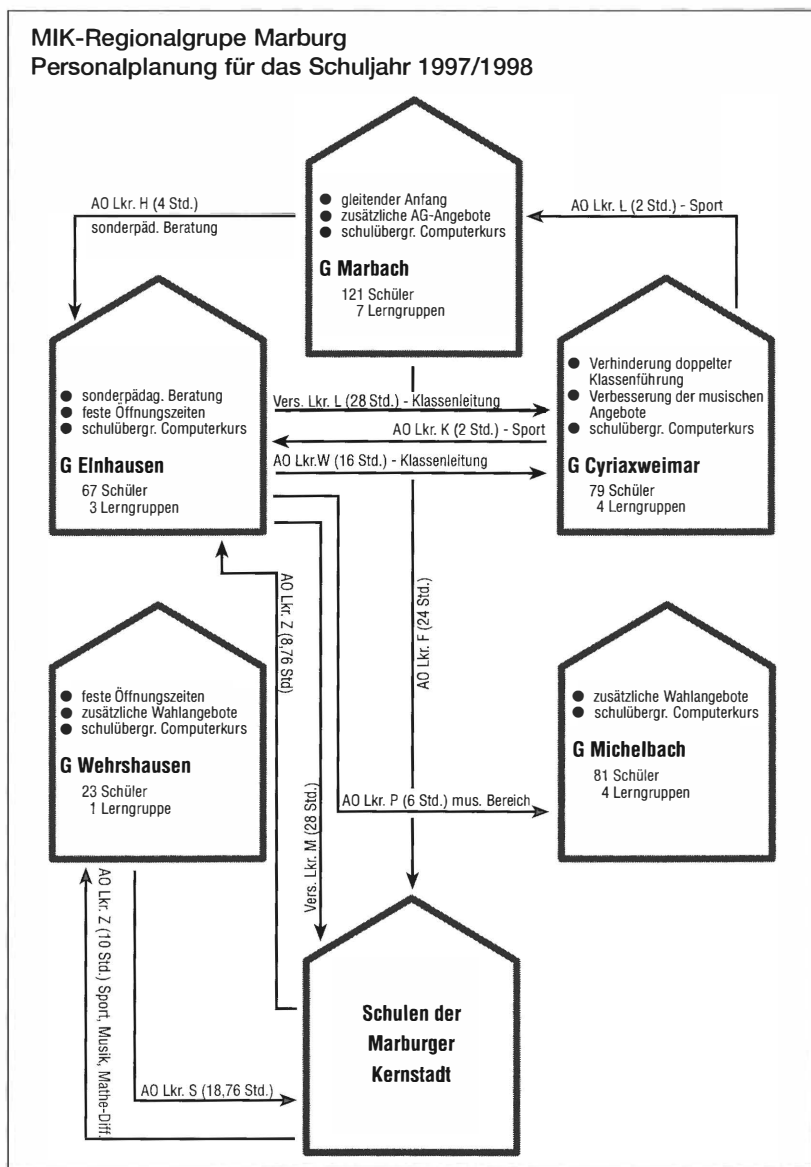 MIK-Regionalgrupe Marburg
Personalplanung für das Schuljahr 1997/1998
AO Lkr. H (4 Std.)
sonderpäd. Beratung
● gleitender Anfang
● zusätzliche AG-Angebote
● schulübergr. Computerkurs
G Marbach
121 Schüler
7 Lerngruppen
AO Lkr. L (2 Std.) - Sport
● sonderpädag. Beratung
● feste Öffnungszeiten
● schulübergr. Computerkurs
G Elnhausen
67 Schüler
3 Lerngruppen
Vers. Lkr. L (28 Std.) - Klassenleitung
AO Lkr. K (2 Std.) - Sport
AO Lkr.W (16 Std.) - Klassenleitung
● Verhinderung doppelter
Klassenführung
● Verbesserung der musischen
Angebote
● schulübergr. Computerkurs
G Cyriaxweimar
79 Schüler
4 Lerngruppen
AO Lkr. Z (8,76 Std)
Vers. Lkr. M (28 Std.)
AO Lkr. F (24 Std.)
● feste Öffnungszeiten
● zusätzliche Wahlangebote
● schulübergr. Computerkurs
G Wehrshausen
23 Schüler
1 Lerngruppe
AO Lkr. P (6 Std.) mus. Bereich
● zusätzliche Wahlangebote
● schulübergr. Computerkurs
G Michelbach
81 Schüler
4 Lerngruppen
AO Lkr. Z (10 Std.) Sport, Musik, Mathe-Diff.
AO Lkr. S (18,76 Std.)
Schulen der
Marburger
Kernstadt